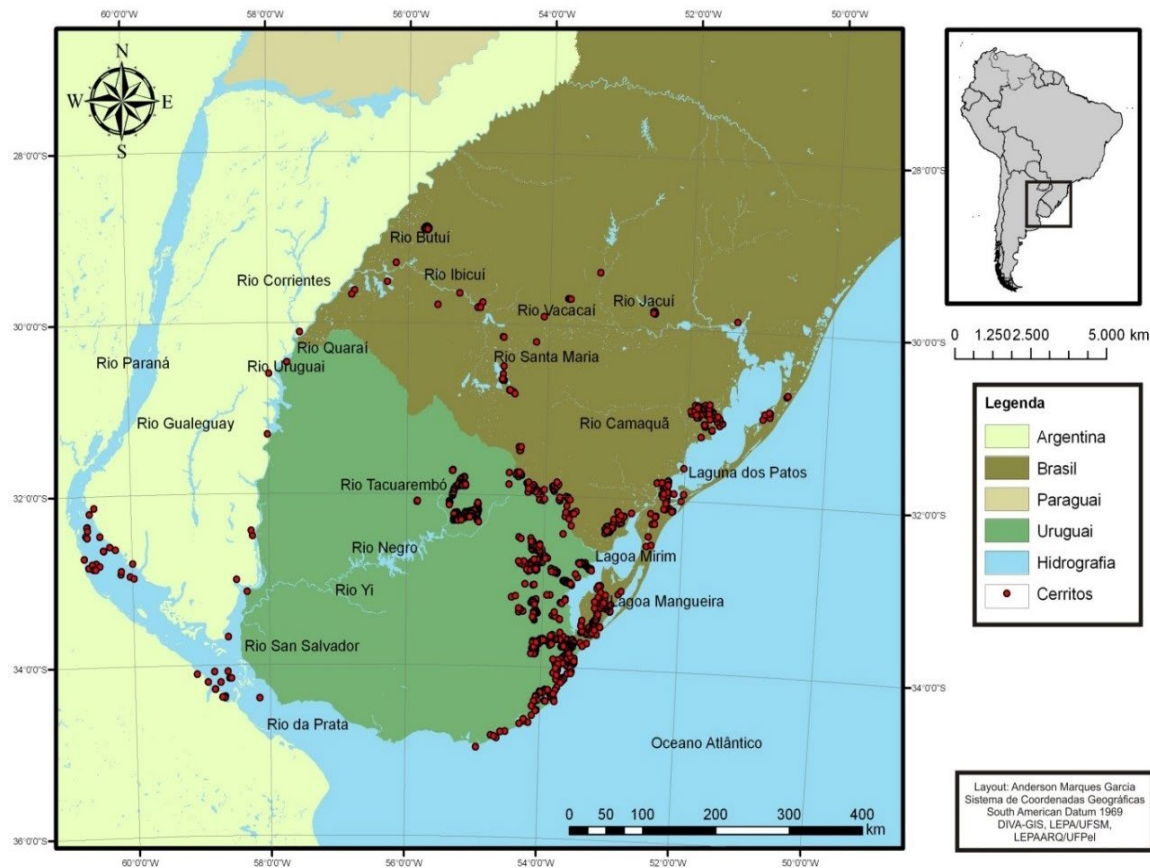 60°0'0"W 58°0'0"W 56°0'0"W 54°0'0"W 52°0'0"W 50°0'0"W
N
W E
S
28°0'0"S 28°0'0"S
Rio Butuí
Rio Corrientes Rio Ibicuí
Rio Vacacaí Rio Jacuí
30°0'0"S 30°0'0"S
Rio Quaraí Rio Santa Maria
Rio Paraná Rio Uruguai
Rio Gualeguay Rio Camaquã
Laguna dos Patos
Rio Tacuarembó
32°0'0"S 32°0'0"S
Rio Negro Lagoa Mirim
Rio Yi Lagoa Mangueira
Rio San Salvador
34°0'0"S 34°0'0"S
Rio da Prata
Oceano Atlântico
0 50 100 200 300 400
km
36°0'0"S
60°0'0"W 58°0'0"W 56°0'0"W 54°0'0"W 52°0'0"W 50°0'0"W
0 1.250 2.500 5.000 km
Legenda
Argentina
Brasil
Paraguai
Uruguai
Hidrografia
Cerritos
Layout: Anderson Marques Garcia
Sistema de Coordenadas Geográficas
South American Datum 1969
DIVA-GIS, LEPA/UFSM,
LEPAARQ/UFPel